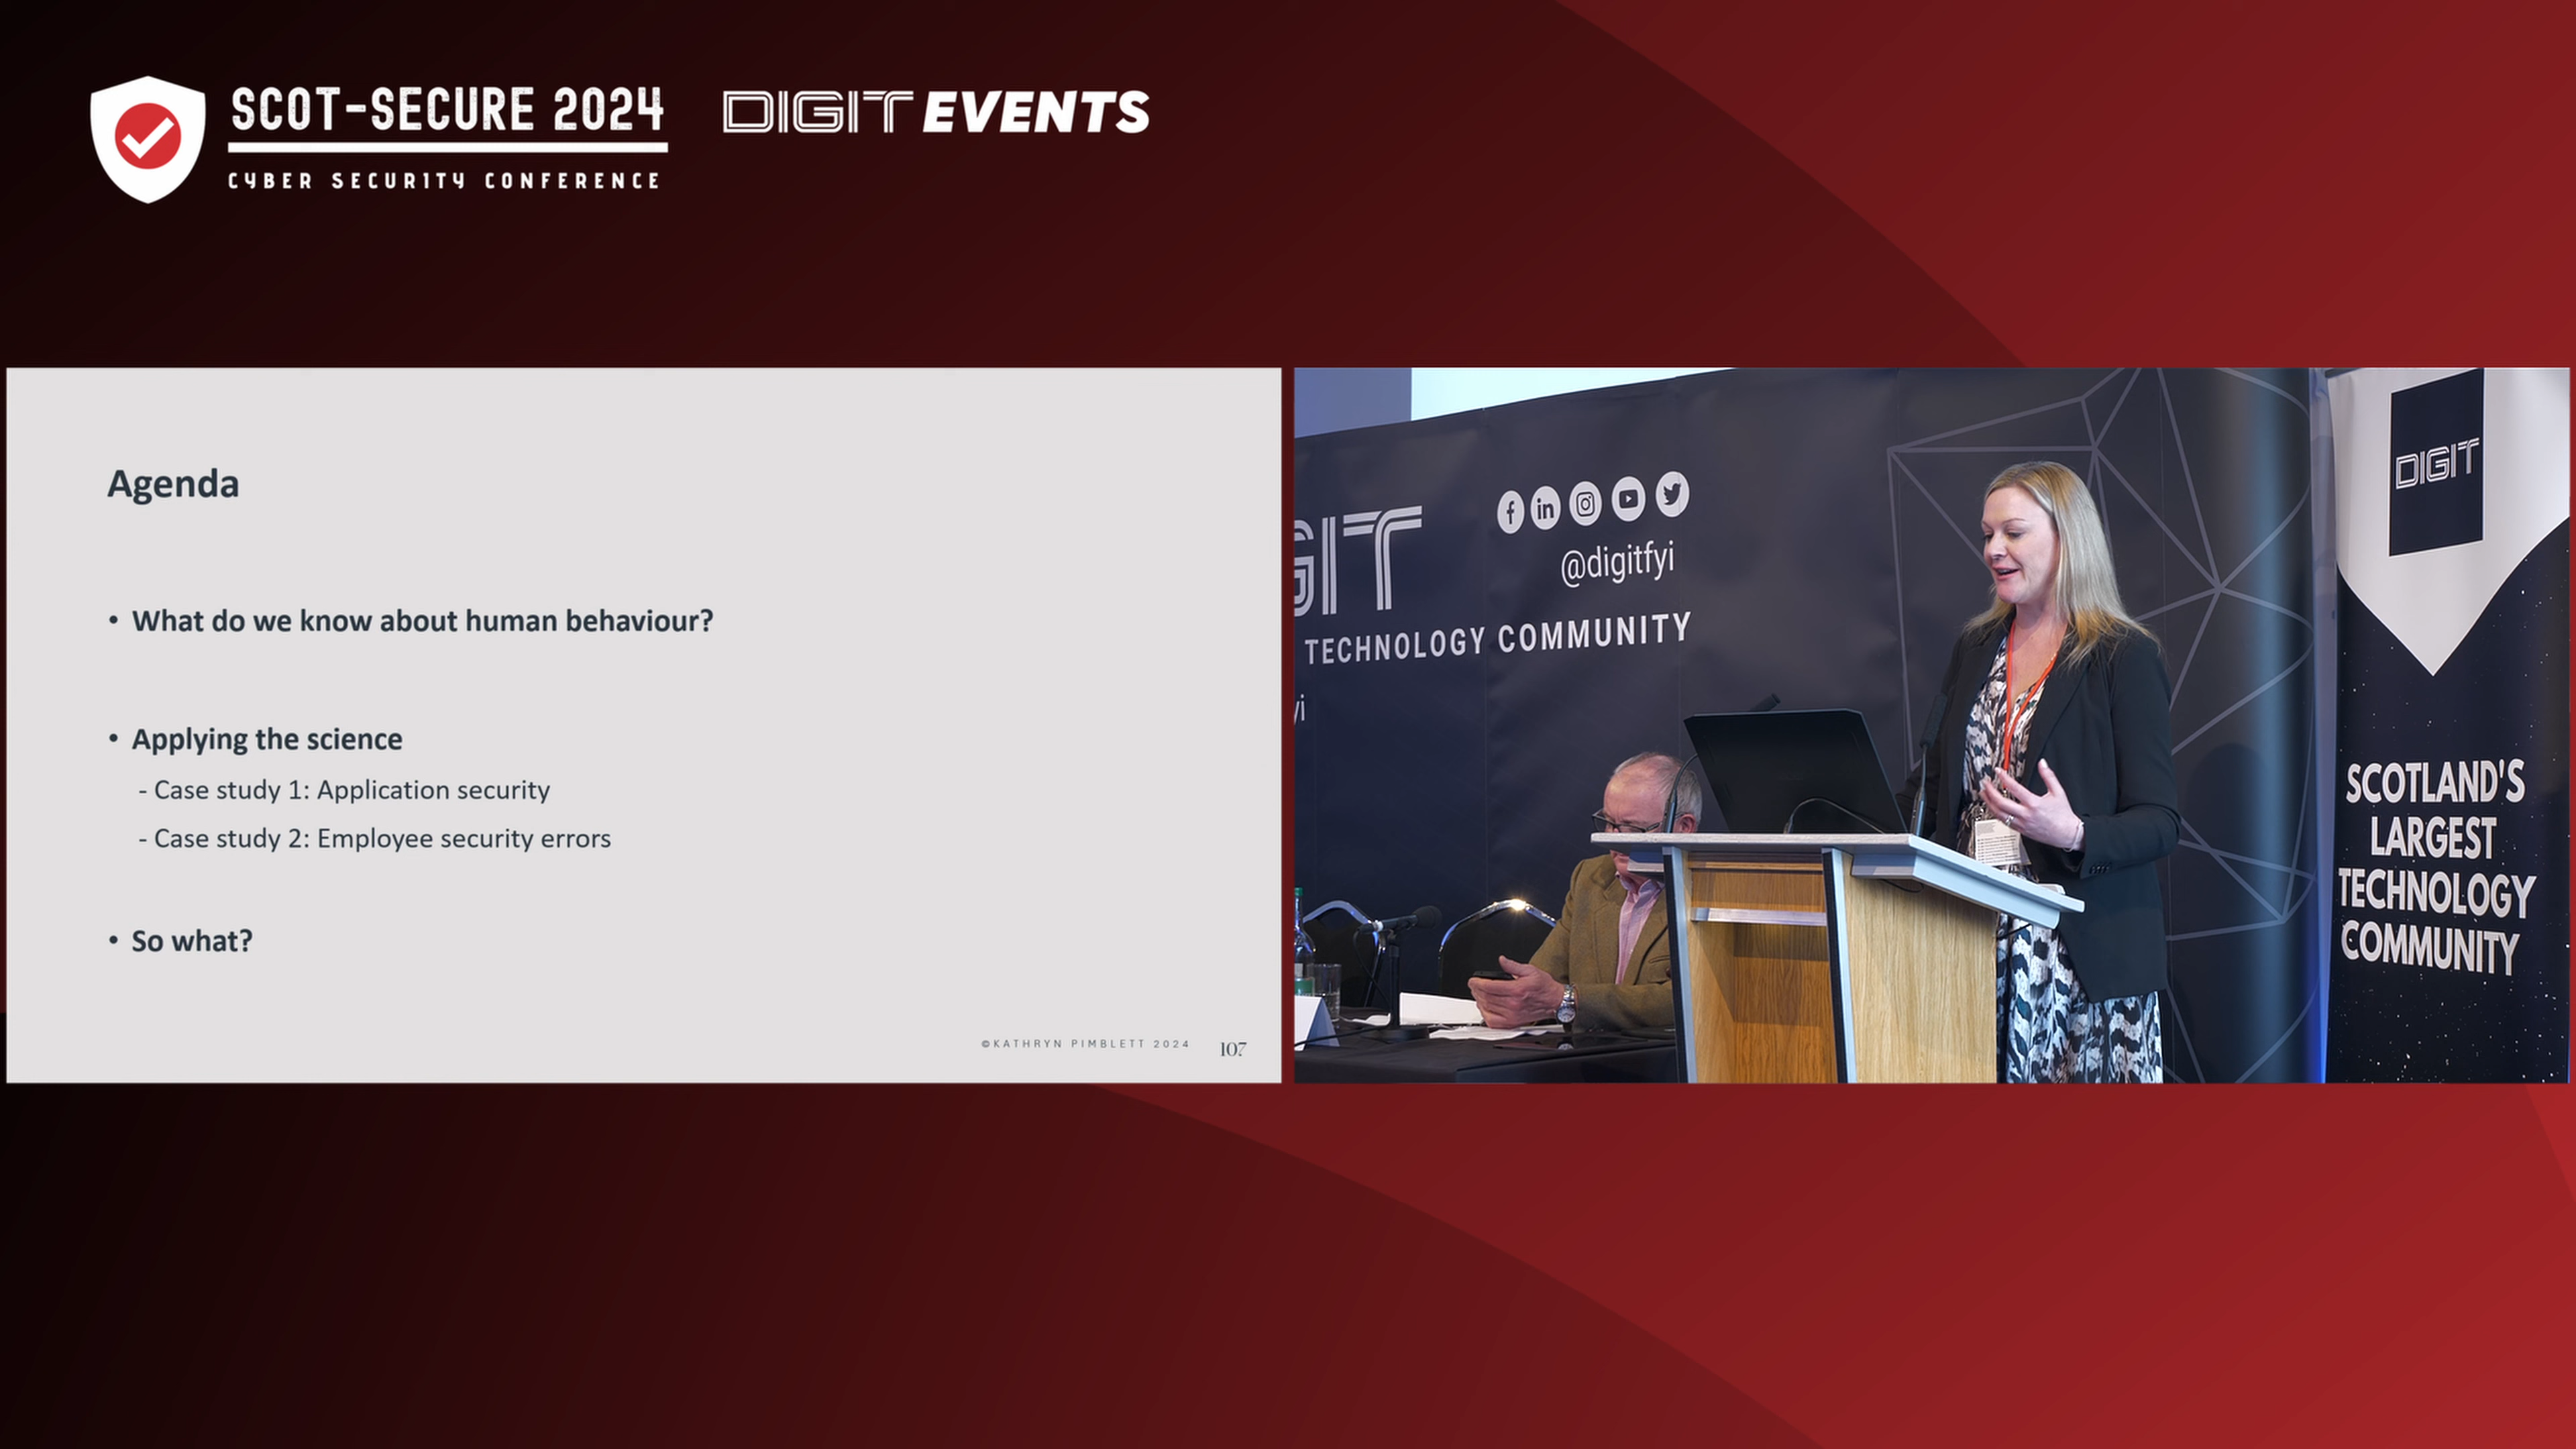 SCOT-SECURE 2024
CYBER SECURITY CONFERENCE
DIGIT EVENTS
Agenda
• What do we know about human behaviour?
• Applying the science
- Case study 1: Application security
- Case study 2: Employee security errors
• So what?
©KATHRYN PIMBLETT 2024
107
GIT
@digitfyi
TECHNOLOGY COMMUNITY
yi
DIGIT
SCOTLAND'S
LARGEST
TECHNOLOGY
COMMUNITY